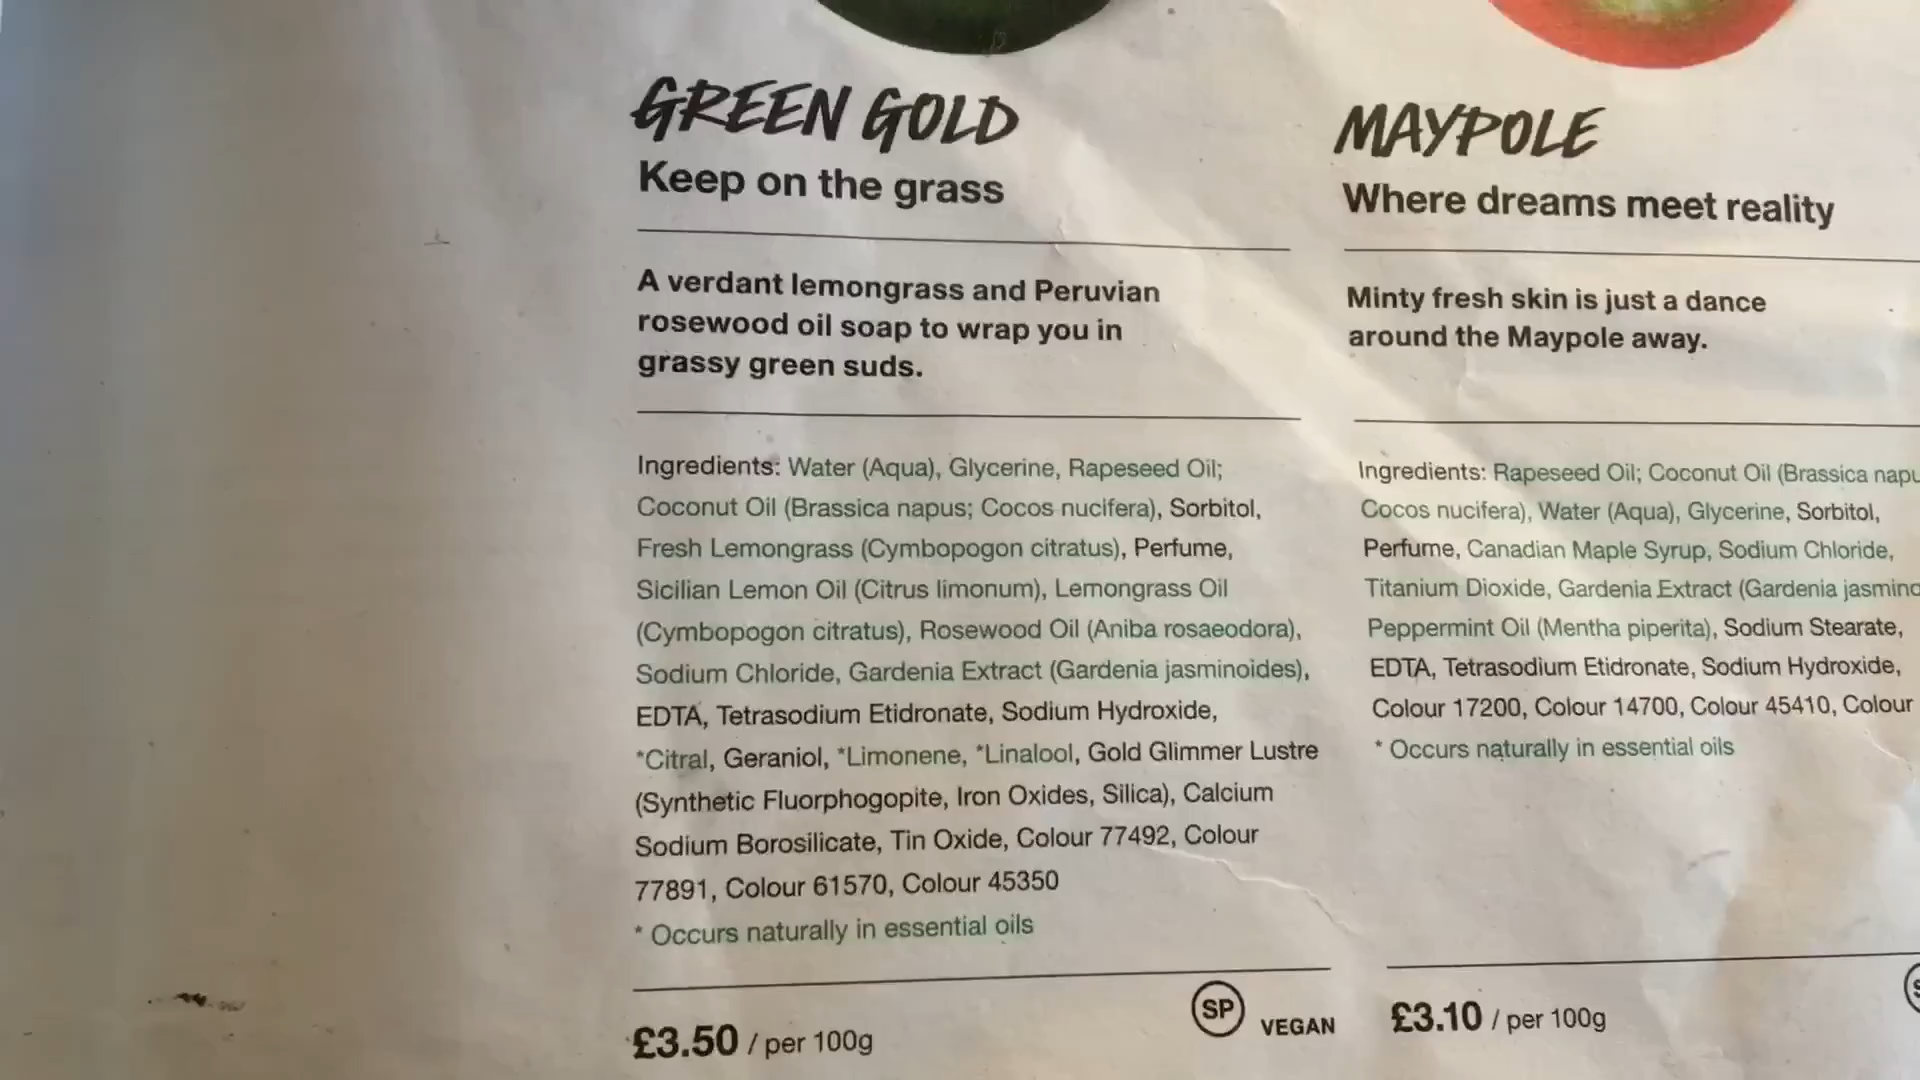 GREEN GOLD
Keep on the grass
A verdant lemongrass and Peruvian
rosewood oil soap to wrap you in
grassy green suds.
Ingredients: Water (Aqua), Glycerine, Rapeseed Oil;
Coconut Oil (Brassica napus; Cocos nucifera), Sorbitol,
Fresh Lemongrass (Cymbopogon citratus), Perfume,
Sicilian Lemon Oil (Citrus limonum), Lemongrass Oil
(Cymbopogon citratus), Rosewood Oil (Aniba rosaeodora),
Sodium Chloride, Gardenia Extract (Gardenia jasminoides),
EDTA, Tetrasodium Etidronate, Sodium Hydroxide,
*Citral, Geraniol, *Limonene, *Linalool, Gold Glimmer Lustre
(Synthetic Fluorphogopite, Iron Oxides, Silica), Calcium
Sodium Borosilicate, Tin Oxide, Colour 77492, Colour
77891, Colour 61570, Colour 45350
* Occurs naturally in essential oils
£3.50 / per 100g
SP VEGAN
MAYPOLE
Where dreams meet reality
Minty fresh skin is just a dance
around the Maypole away.
Ingredients: Rapeseed Oil; Coconut Oil (Brassica napu
Cocos nucifera), Water (Aqua), Glycerine, Sorbitol,
Perfume, Canadian Maple Syrup, Sodium Chloride,
Titanium Dioxide, Gardenia Extract (Gardenia jasmino
Peppermint Oil (Mentha piperita), Sodium Stearate,
EDTA, Tetrasodium Etidronate, Sodium Hydroxide,
Colour 17200, Colour 14700, Colour 45410, Colour
* Occurs naturally in essential oils
£3.10 / per 100g